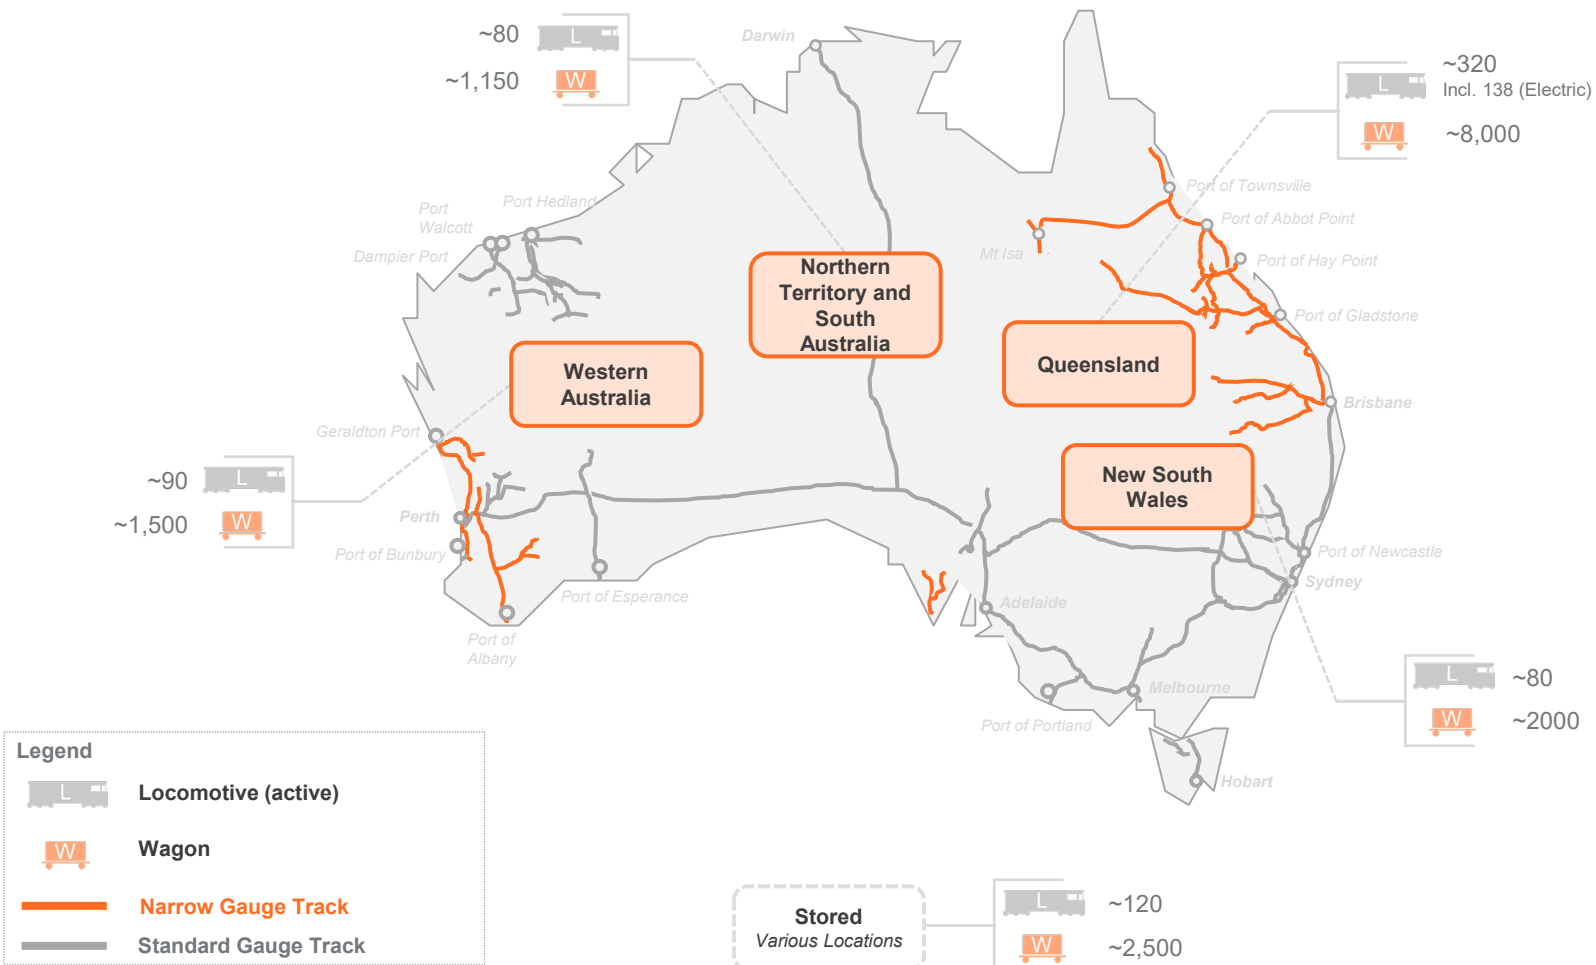 ~80
L
~1,150
W
Darwin
~320
L
Incl. 138 (Electric)
W
~8,000
Port of Townsville
Port Hedland
Port
Walcott
Port of Abbot Point
Dampier Port
Mt Isa
Port of Hay Point
Northern
Territory and
South
Australia
Port of Gladstone
Queensland
Western
Australia
Brisbane
Geraldton Port
New South
Wales
~90
L
~1,500
W
Perth
Port of Bunbury
Port of Newcastle
Sydney
Port of Esperance
Adelaide
Port of
Albany
L
~80
W
~2000
Melbourne
Port of Portland
Hobart
Legend
L
Locomotive (active)
W
Wagon
Narrow Gauge Track
Standard Gauge Track
Stored
Various Locations
L
~120
W
~2,500